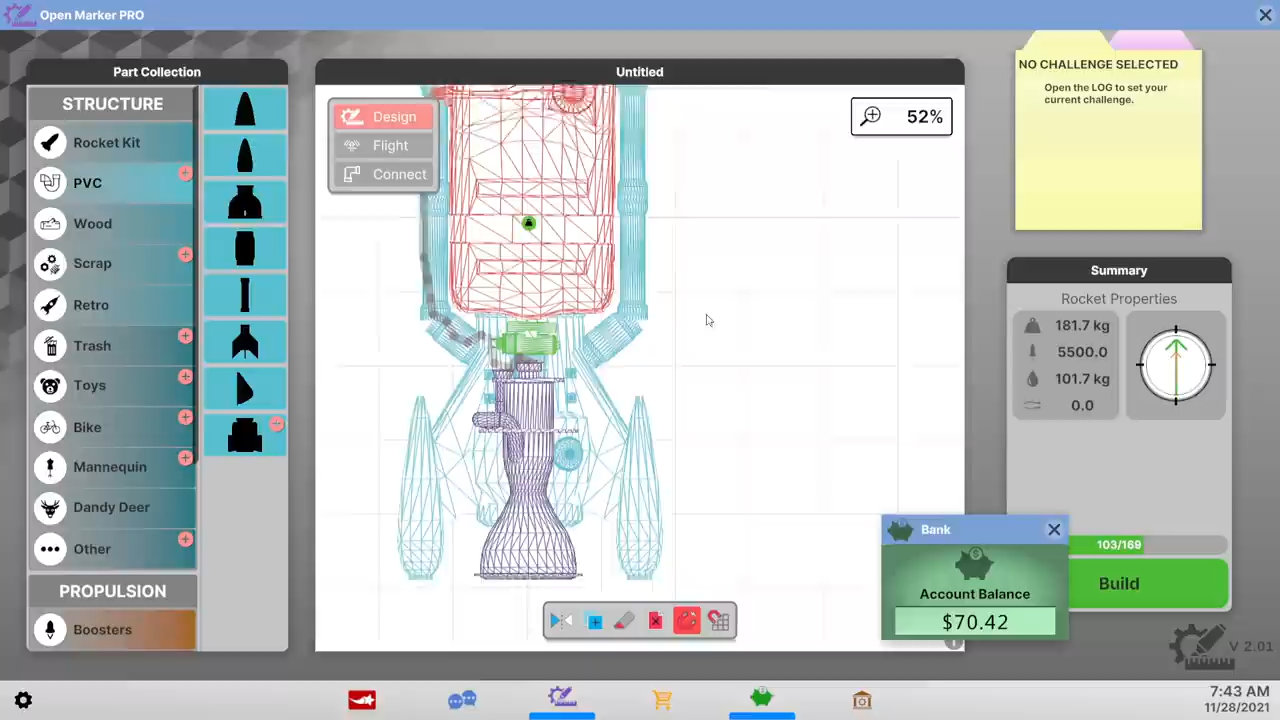 Open Marker PRO
Part Collection
STRUCTURE
Rocket Kit
PVC
Wood
Scrap
Retro
Trash
Toys
Bike
Mannequin
Dandy Deer
Other
PROPULSION
Boosters
Untitled
Design
Flight
Connect
52%
NO CHALLENGE SELECTED
Open the LOG to set your
current challenge.
Summary
Rocket Properties
181.7 kg
5500.0
101.7 kg
0.0
103/169
Build
Bank
Account Balance
$70.42
V 2.01
7:43 AM
11/28/2021